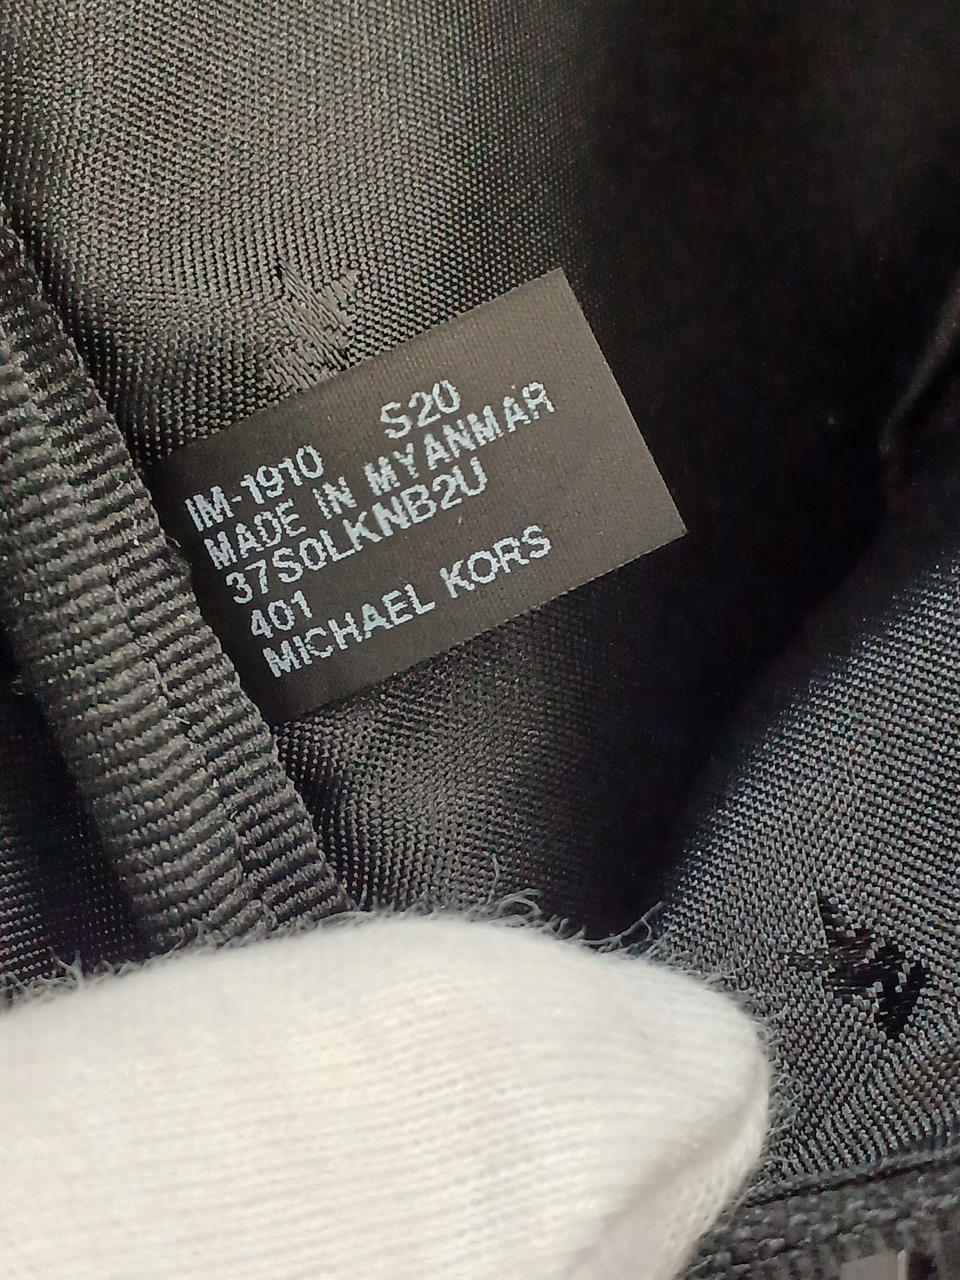 IM-1910 S20
MADE IN MYANMAR
37S0LKNB2U
401
MICHAEL KORS